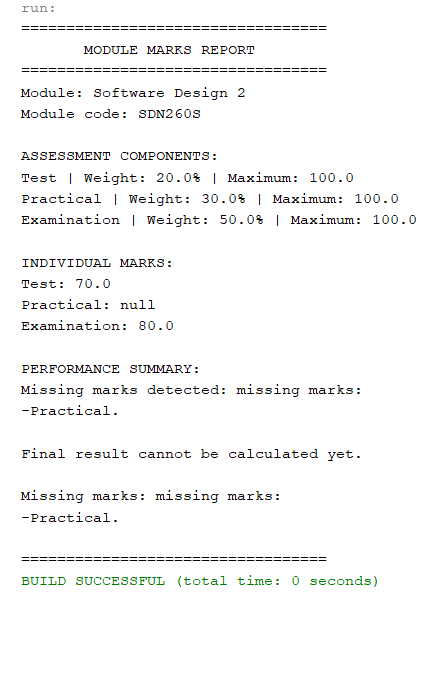 run:
==================================
MODULE MARKS REPORT
==================================
Module: Software Design 2
Module code: SDN260S
ASSESSMENT COMPONENTS:
Test | Weight: 20.0% | Maximum: 100.0
Practical | Weight: 30.0% | Maximum: 100.0
Examination | Weight: 50.0% | Maximum: 100.0
INDIVIDUAL MARKS:
Test: 70.0
Practical: null
Examination: 80.0
PERFORMANCE SUMMARY:
Missing marks detected: missing marks:
-Practical.
Final result cannot be calculated yet.
Missing marks: missing marks:
-Practical.
==================================
BUILD SUCCESSFUL (total time: 0 seconds)